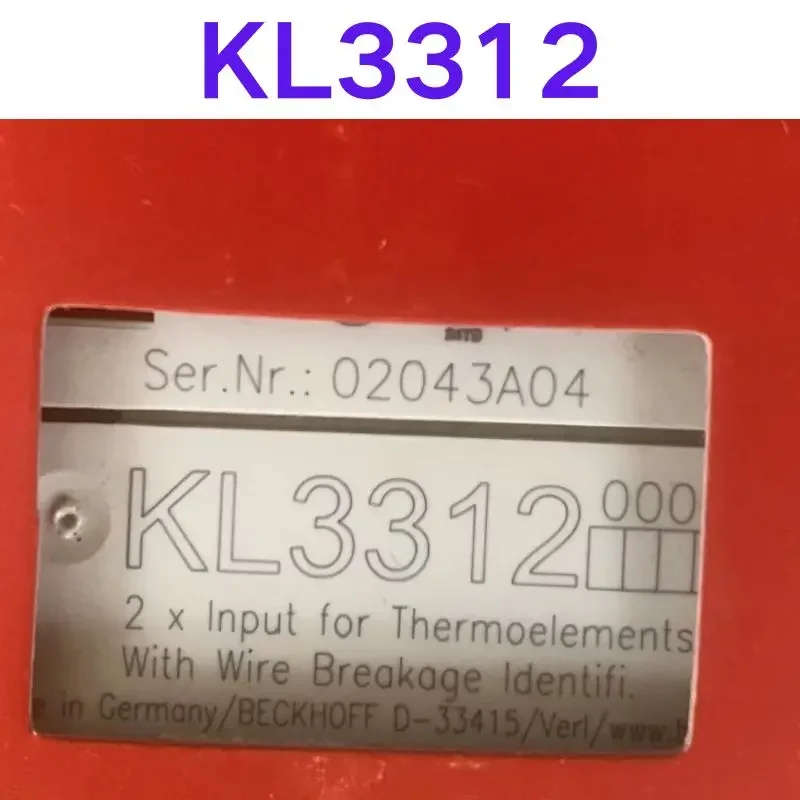 KL3312
Ser.Nr.: 02043A04
KL3312 000
2 x Input for Thermoelements
With Wire Breakage Identifi.
e in Germany/BECKHOFF D-33415/Verl/www.b